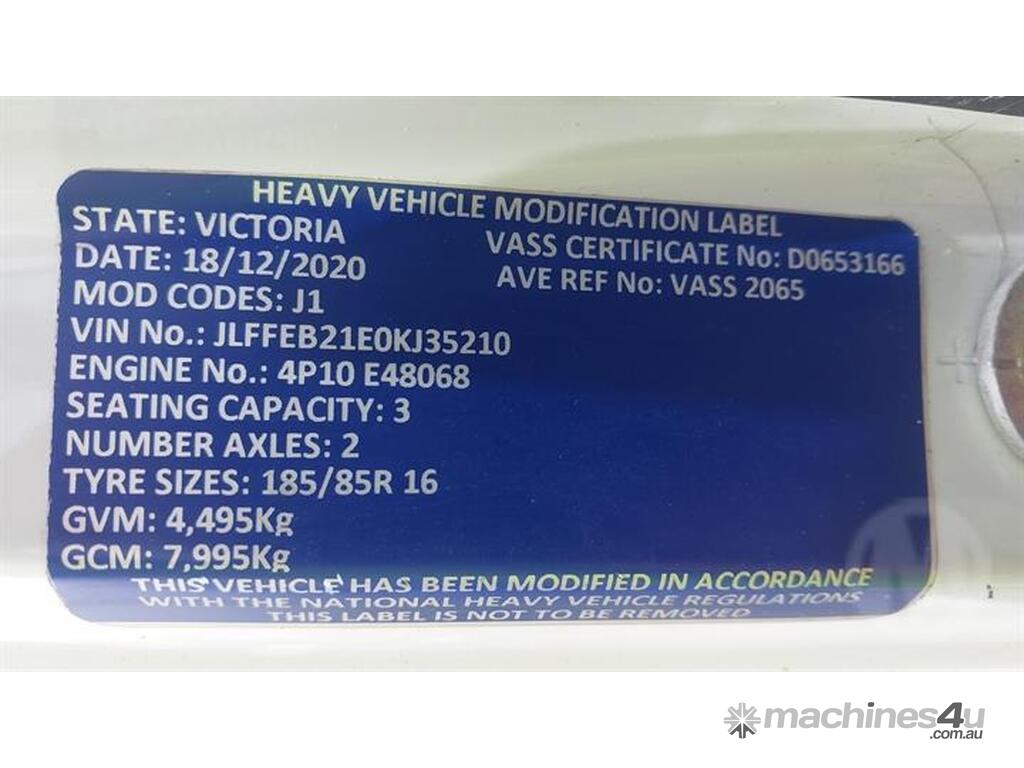 HEAVY VEHICLE MODIFICATION LABEL
STATE: VICTORIA
VASS CERTIFICATE No: D0653166
DATE: 18/12/2020
AVE REF No: VASS 2065
MOD CODES: J1
VIN No.: JLFFEB21E0KJ35210
ENGINE No.: 4P10 E48068
SEATING CAPACITY: 3
NUMBER AXLES: 2
TYRE SIZES: 185/85R 16
GVM: 4,495Kg
GCM: 7,995Kg
THIS VEHICLE HAS BEEN MODIFIED IN ACCORDANCE
WITH THE NATIONAL HEAVY VEHICLE REGULATIONS
THIS LABEL IS NOT TO BE REMOVED
machines4u
.com.au